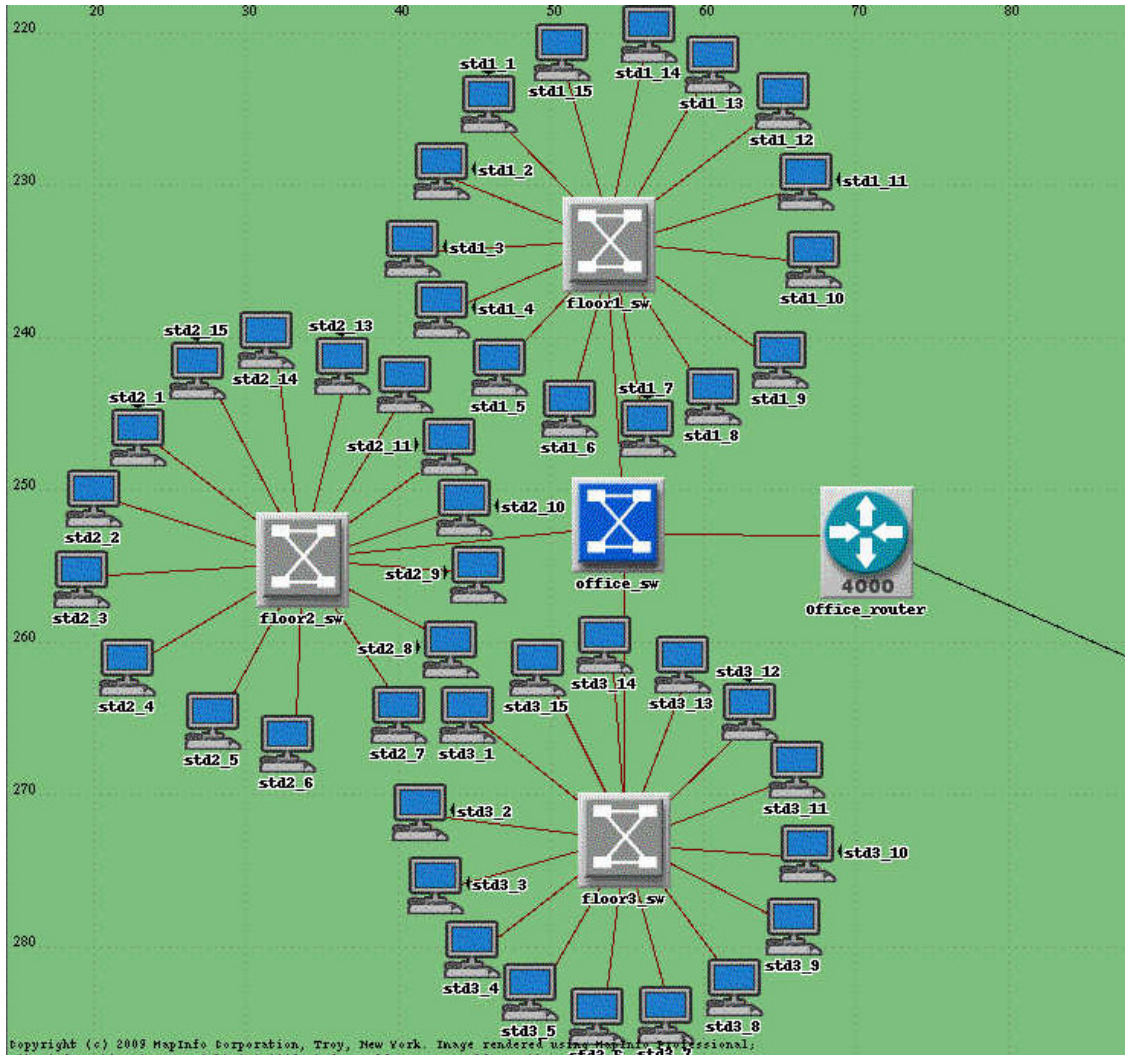 20 30 40 50 60 70 80
220
std1_1
std1_15
std1_14
std1_13
std1_12
std1_2
std1_11
230
std1_3
std1_10
floor1_sw
std1_4
240
std2_15
std2_13
std2_14
std1_5
std1_7
std1_9
std1_6
std1_8
std2_1
std2_11
250
std2_10
std2_2
std2_9
office_sw
4000
Office_router
std2_3
floor2_sw
260
std2_8
std3_14
std3_12
std2_4
std3_15
std3_13
std2_5
std2_7
std3_1
std2_6
270
std3_2
std3_11
std3_10
std3_3
floor3_sw
280
std3_9
std3_4
std3_5
std3_8
std3_6
std3_7
Copyright (c) 2009 MapInfo Corporation, Troy, New York. Image rendered using MapInfo Professional;